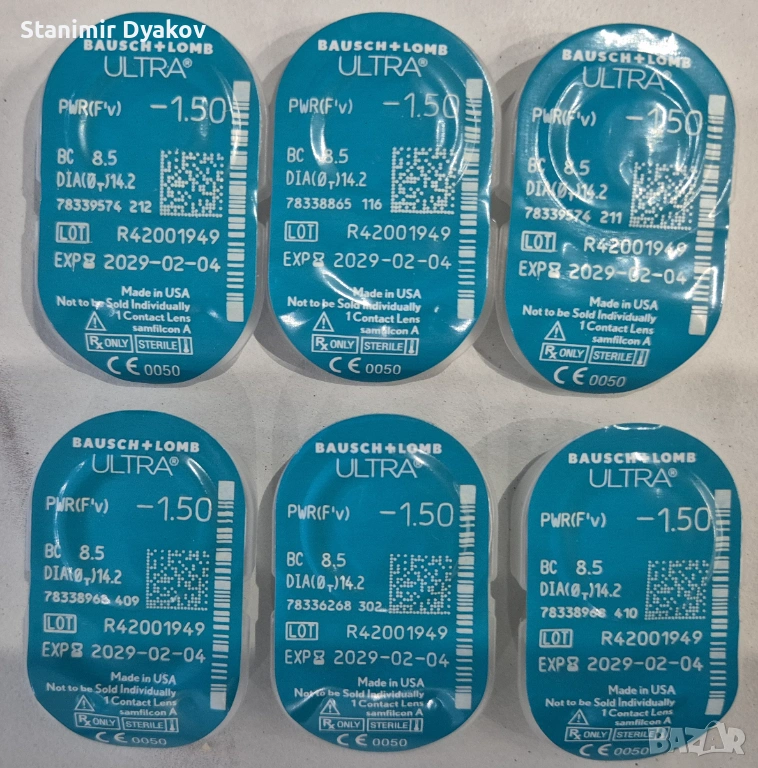 Stanimir Dyakov
BAUSCH+LOMB
ULTRA®
PWR(F'v) -1.50
BC 8.5
DIA(Ø_T)14.2
78339574 212
LOT R42001949
EXP 2029-02-04
Made in USA
Not to be Sold Individually
1 Contact Lens
samfilcon A
Rx ONLY STERILE
CE 0050
BAUSCH+LOMB
ULTRA®
PWR(F'v) -1.50
BC 8.5
DIA(Ø_T)14.2
78338865 116
LOT R42001949
EXP 2029-02-04
Made in USA
Not to be Sold Individually
1 Contact Lens
samfilcon A
Rx ONLY STERILE
CE 0050
BAUSCH+LOMB
ULTRA®
PWR(F'v) -1.50
BC 8.5
DIA(Ø_T)14.2
78339574 211
LOT R42001949
EXP 2029-02-04
Made in USA
Not to be Sold Individually
1 Contact Lens
samfilcon A
Rx ONLY STERILE
CE 0050
BAUSCH+LOMB
ULTRA®
PWR(F'v) -1.50
BC 8.5
DIA(Ø_T)14.2
78338968 409
LOT R42001949
EXP 2029-02-04
Made in USA
Not to be Sold Individually
1 Contact Lens
samfilcon A
Rx ONLY STERILE
CE 0050
BAUSCH+LOMB
ULTRA®
PWR(F'v) -1.50
BC 8.5
DIA(Ø_T)14.2
78336268 302
LOT R42001949
EXP 2029-02-04
Made in USA
Not to be Sold Individually
1 Contact Lens
samfilcon A
Rx ONLY STERILE
CE 0050
BAUSCH+LOMB
ULTRA®
PWR(F'v) -1.50
BC 8.5
DIA(Ø_T)14.2
78338968 410
LOT R42001949
EXP 2029-02-04
Made in USA
Not to be Sold Individually
1 Contact Lens
samfilcon A
Rx ONLY STERILE
CE 0050
BAZAR